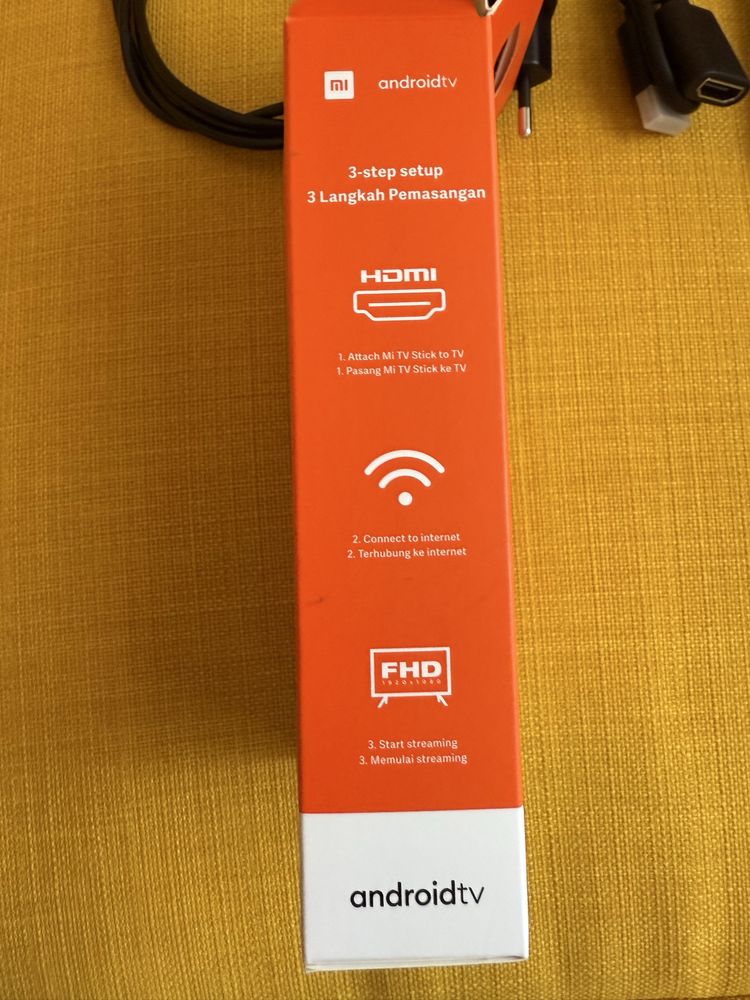 mi androidtv
3-step setup
3 Langkah Pemasangan
HDMI
1. Attach Mi TV Stick to TV
1. Pasang Mi TV Stick ke TV
2. Connect to internet
2. Terhubung ke internet
FHD
1920x1080
3. Start streaming
3. Memulai streaming
androidtv